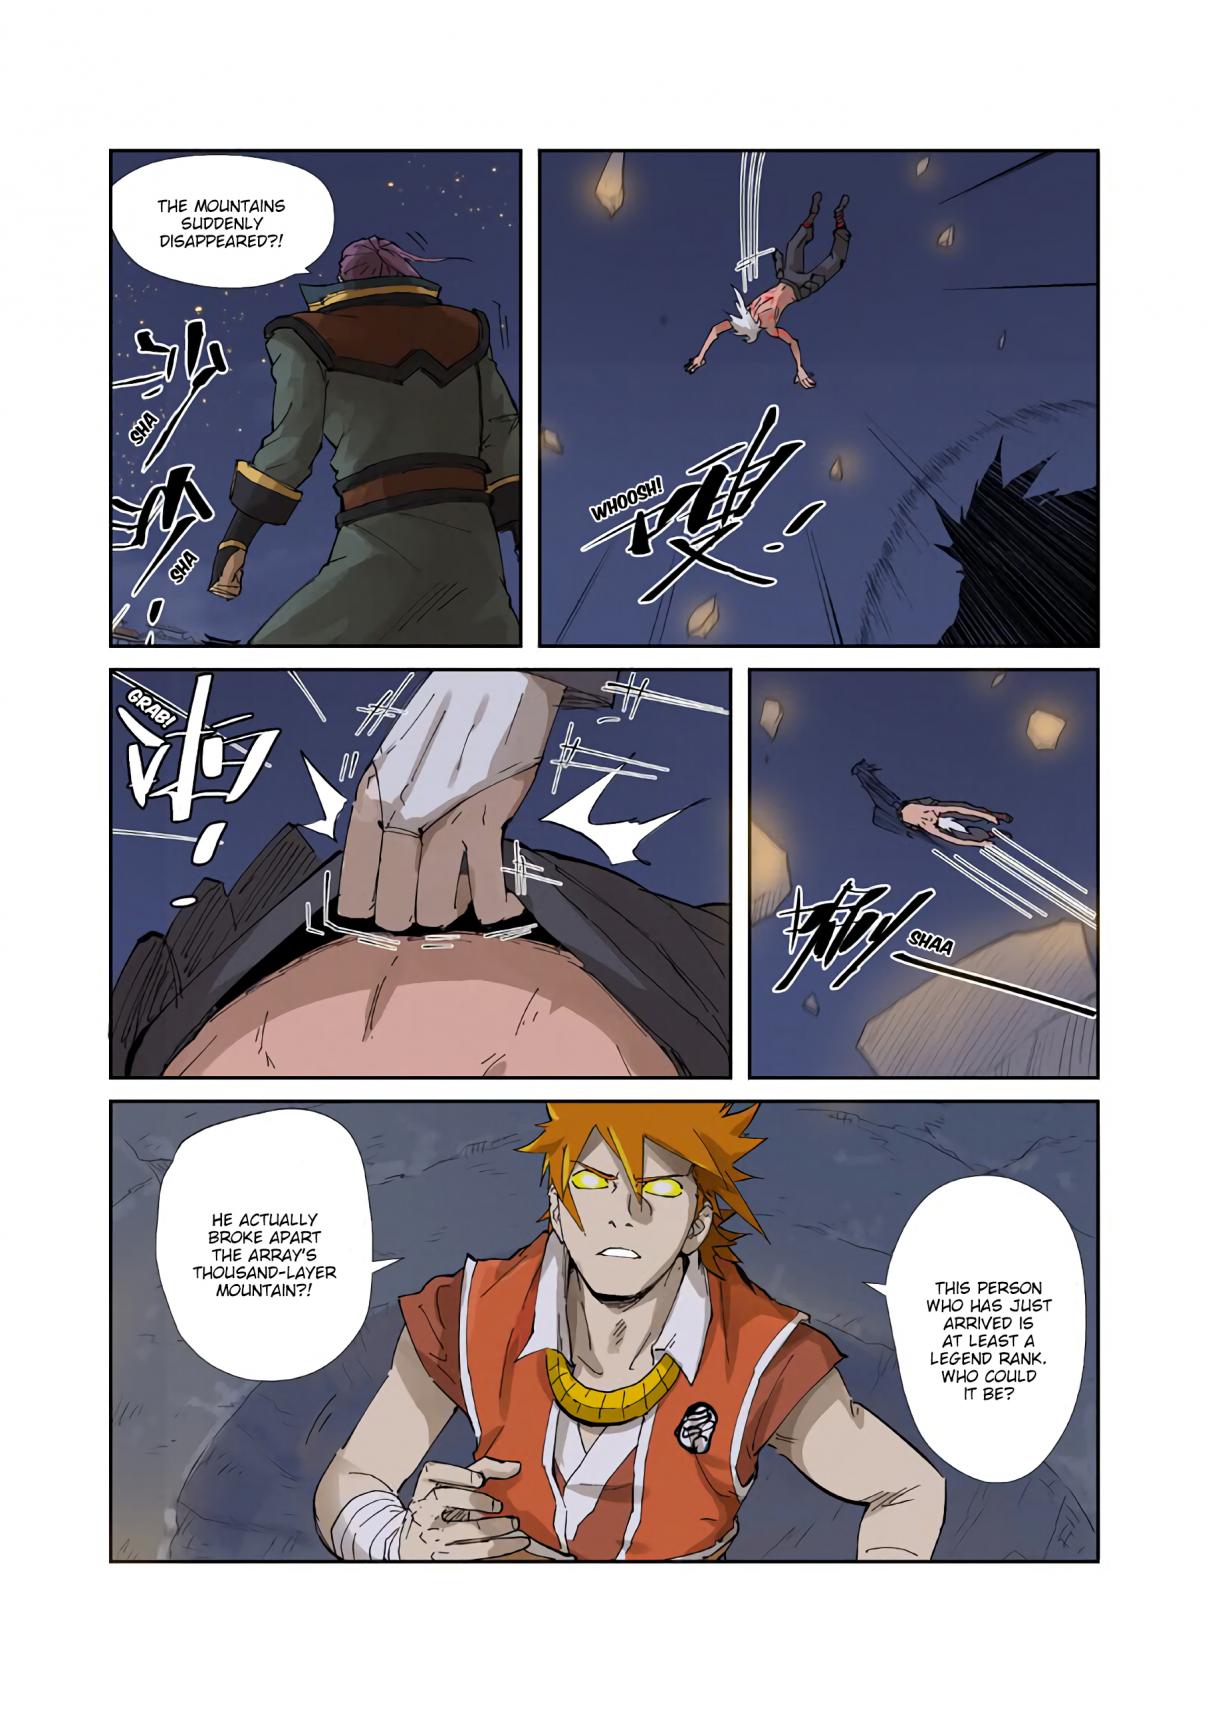 THE MOUNTAINS
SUDDENLY
DISAPPEARED?!
SHA
SHA
WHOOSH!
GRAB!
SHAA
HE ACTUALLY
BROKE APART
THE ARRAY'S
THOUSAND-LAYER
MOUNTAIN?!
THIS PERSON
WHO HAS JUST
ARRIVED IS
AT LEAST A
LEGEND RANK.
WHO COULD
IT BE?